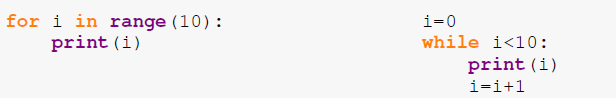 for i in range(10):
    print(i)
i=0
while i<10:
    print(i)
    i=i+1